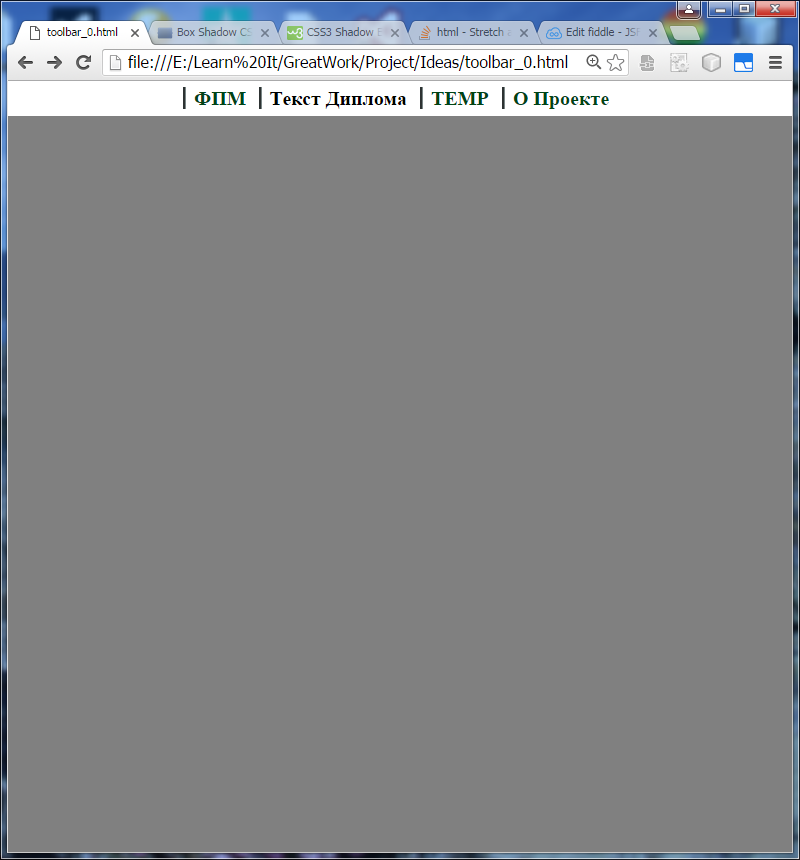 toolbar_0.html Box Shadow CS CSS3 Shadow E html - Stretch a Edit fiddle - JSF
file:///E:/Learn%20It/GreatWork/Project/Ideas/toolbar_0.html
| ФПМ | Текст Диплома | ТЕМР | О Проекте